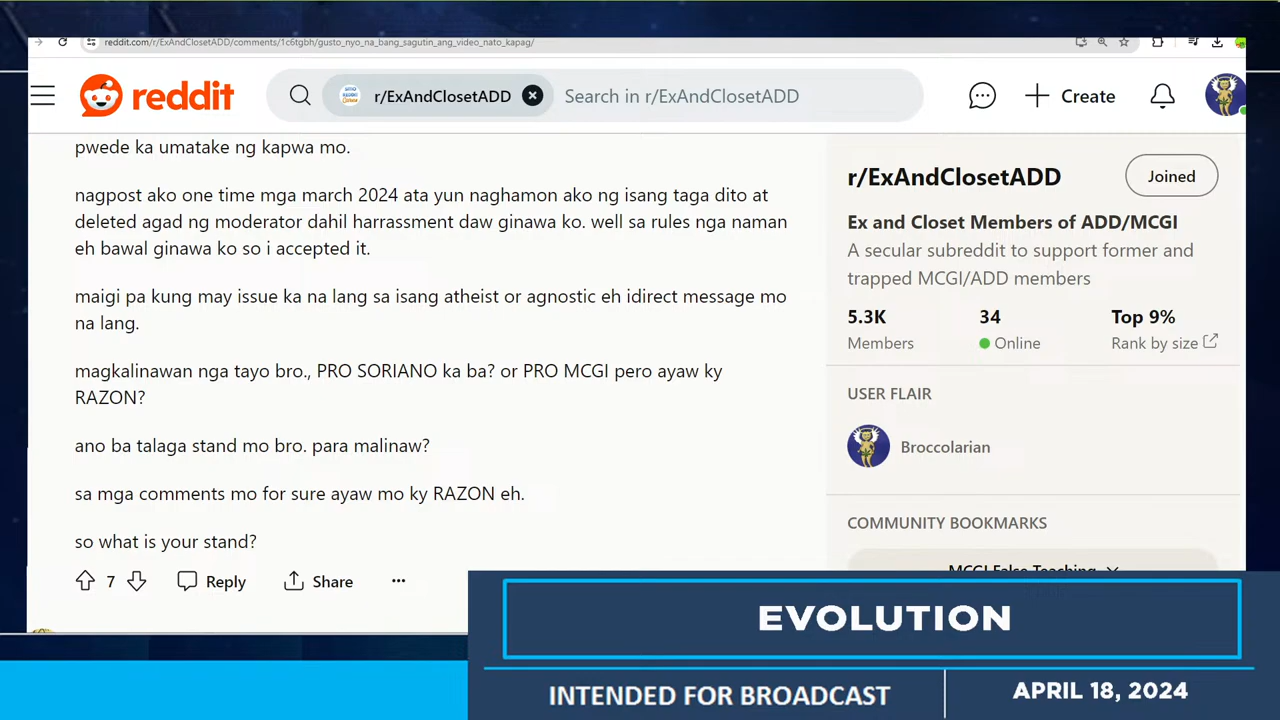 reddit.com/r/ExAndClosetADD/comments/1c6tgbh/gusto_nyo_na_bang_sagutin_ang_video_nato_kapag/
reddit
r/ExAndClosetADD
Search in r/ExAndClosetADD
Create
pwede ka umatake ng kapwa mo.
nagpost ako one time mga march 2024 ata yun naghamon ako ng isang taga dito at
deleted agad ng moderator dahil harrassment daw ginawa ko. well sa rules nga naman
eh bawal ginawa ko so i accepted it.
maigi pa kung may issue ka na lang sa isang atheist or agnostic eh idirect message mo
na lang.
magkalinawan nga tayo bro., PRO SORIANO ka ba? or PRO MCGI pero ayaw ky
RAZON?
ano ba talaga stand mo bro. para malinaw?
sa mga comments mo for sure ayaw mo ky RAZON eh.
so what is your stand?
7
Reply
Share
r/ExAndClosetADD
Joined
Ex and Closet Members of ADD/MCGI
A secular subreddit to support former and
trapped MCGI/ADD members
5.3K 34 Top 9%
Members Online Rank by size
USER FLAIR
Broccolarian
COMMUNITY BOOKMARKS
MCGI False Teaching
EVOLUTION
INTENDED FOR BROADCAST
APRIL 18, 2024